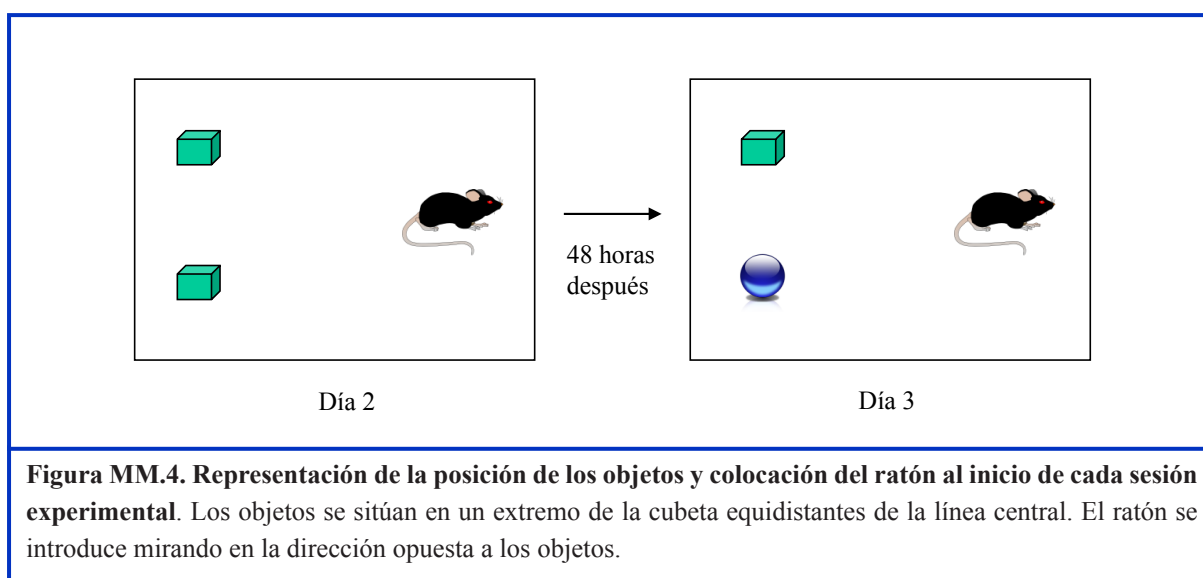 48 horas
después
Día 2
Día 3
Figura MM.4. Representación de la posición de los objetos y colocación del ratón al inicio de cada sesión
experimental. Los objetos se sitúan en un extremo de la cubeta equidistantes de la línea central. El ratón se
introduce mirando en la dirección opuesta a los objetos.